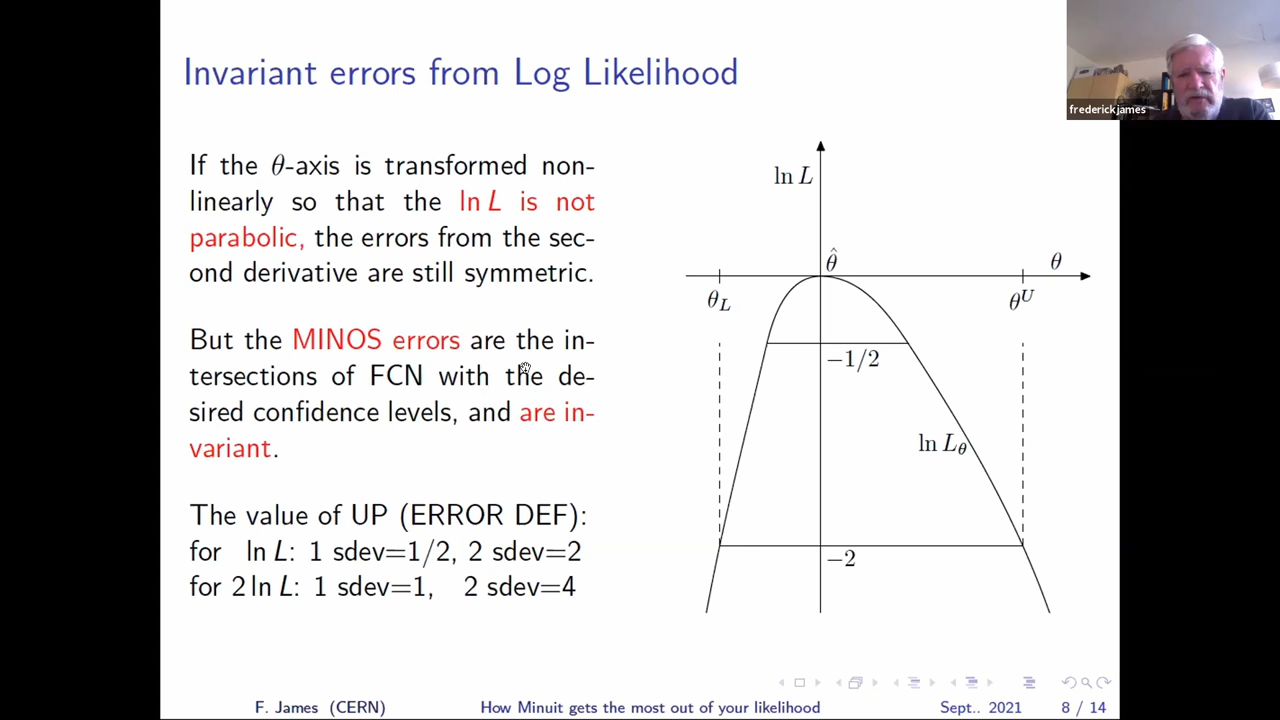 Invariant errors from Log Likelihood
frederick james
If the θ-axis is transformed non-
linearly so that the ln L is not
parabolic, the errors from the sec-
ond derivative are still symmetric.
But the MINOS errors are the in-
tersections of FCN with the de-
sired confidence levels, and are in-
variant.
The value of UP (ERROR DEF):
for ln L: 1 sdev=1/2, 2 sdev=2
for 2 ln L: 1 sdev=1, 2 sdev=4
ln L
θ̂
θ
θ_L
θ^U
−1/2
ln L_θ
−2
F. James (CERN)
How Minuit gets the most out of your likelihood
Sept.. 2021
8 / 14